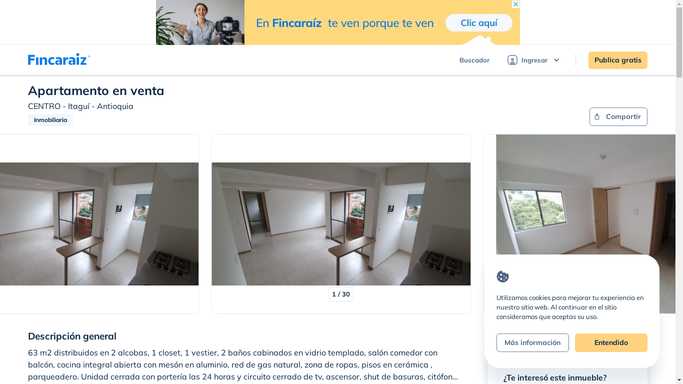 En Fincaraíz te ven porque te ven
Clic aquí
Fincaraiz
Buscador
Ingresar
Publica gratis
Apartamento en venta
CENTRO - Itaguí - Antioquia
Inmobiliaria
Compartir
1 / 30
Descripción general
63 m2 distribuidos en 2 alcobas, 1 closet, 1 vestier, 2 baños cabinados en vidrio templado, salón comedor con
balcón, cocina integral abierta con mesón en aluminio, red de gas natural, zona de ropas, pisos en cerámica ,
parqueadero. Unidad cerrada con portería las 24 horas y circuito cerrado de tv, ascensor, shut de basuras, citófon...
Utilizamos cookies para mejorar tu experiencia en
nuestro sitio web. Al continuar en el sitio
consideramos que aceptas su uso.
Más información
Entendido
¿Te interesó este inmueble?